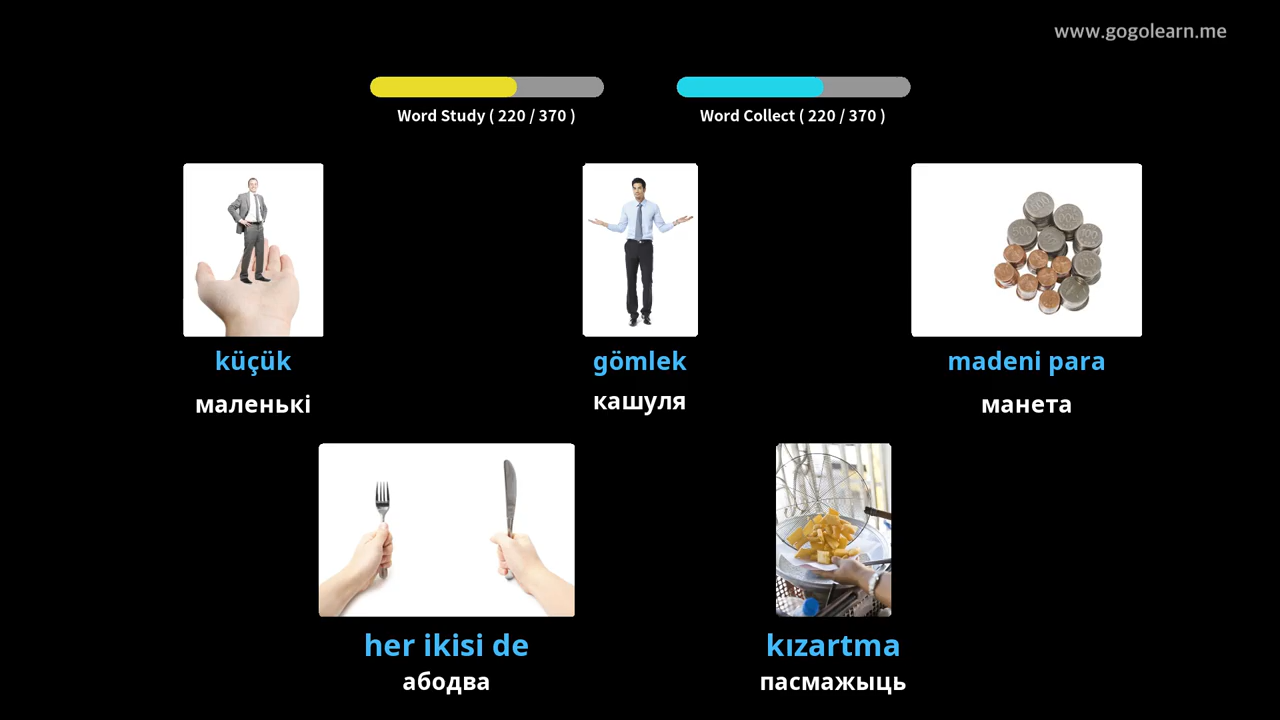 www.gogolearn.me
Word Study ( 220 / 370 )
Word Collect ( 220 / 370 )
küçük
gömlek
madeni para
маленькі
кашуля
манета
her ikisi de
kızartma
абодва
пасмажыць